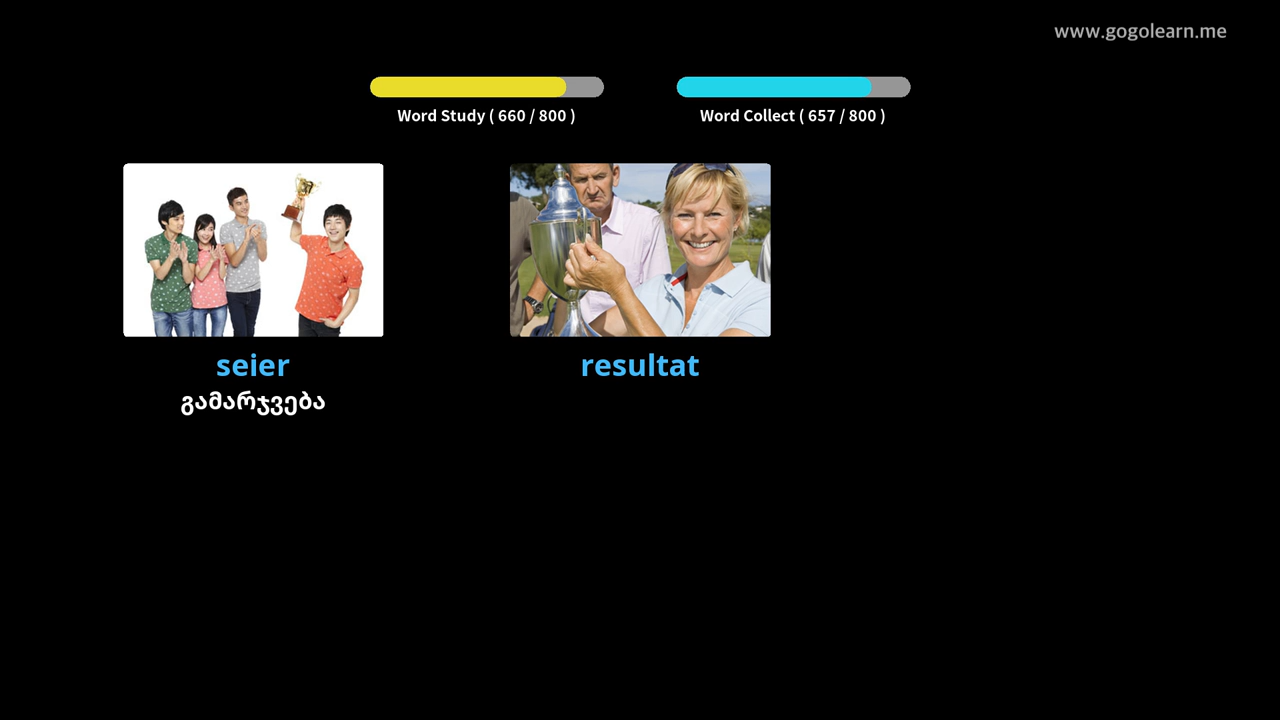 www.gogolearn.me
Word Study ( 660 / 800 )
Word Collect ( 657 / 800 )
seier
resultat
გამარჯვება